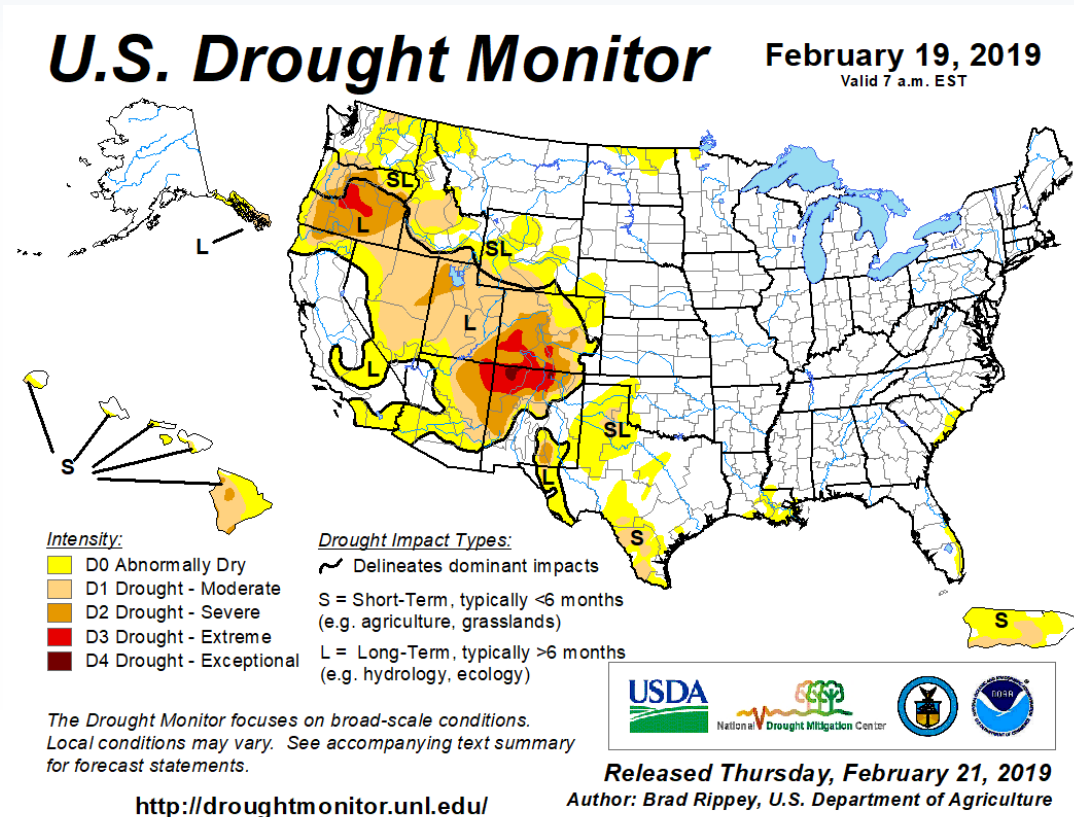 U.S. Drought Monitor
February 19, 2019
Valid 7 a.m. EST
L
SL
L
SL
L
L
SL
L
S
S
S
Intensity:
D0 Abnormally Dry
D1 Drought - Moderate
D2 Drought - Severe
D3 Drought - Extreme
D4 Drought - Exceptional
Drought Impact Types:
Delineates dominant impacts
S = Short-Term, typically <6 months
(e.g. agriculture, grasslands)
L = Long-Term, typically >6 months
(e.g. hydrology, ecology)
USDA
National Drought Mitigation Center
NOAA
The Drought Monitor focuses on broad-scale conditions.
Local conditions may vary. See accompanying text summary
for forecast statements.
http://droughtmonitor.unl.edu/
Released Thursday, February 21, 2019
Author: Brad Rippey, U.S. Department of Agriculture